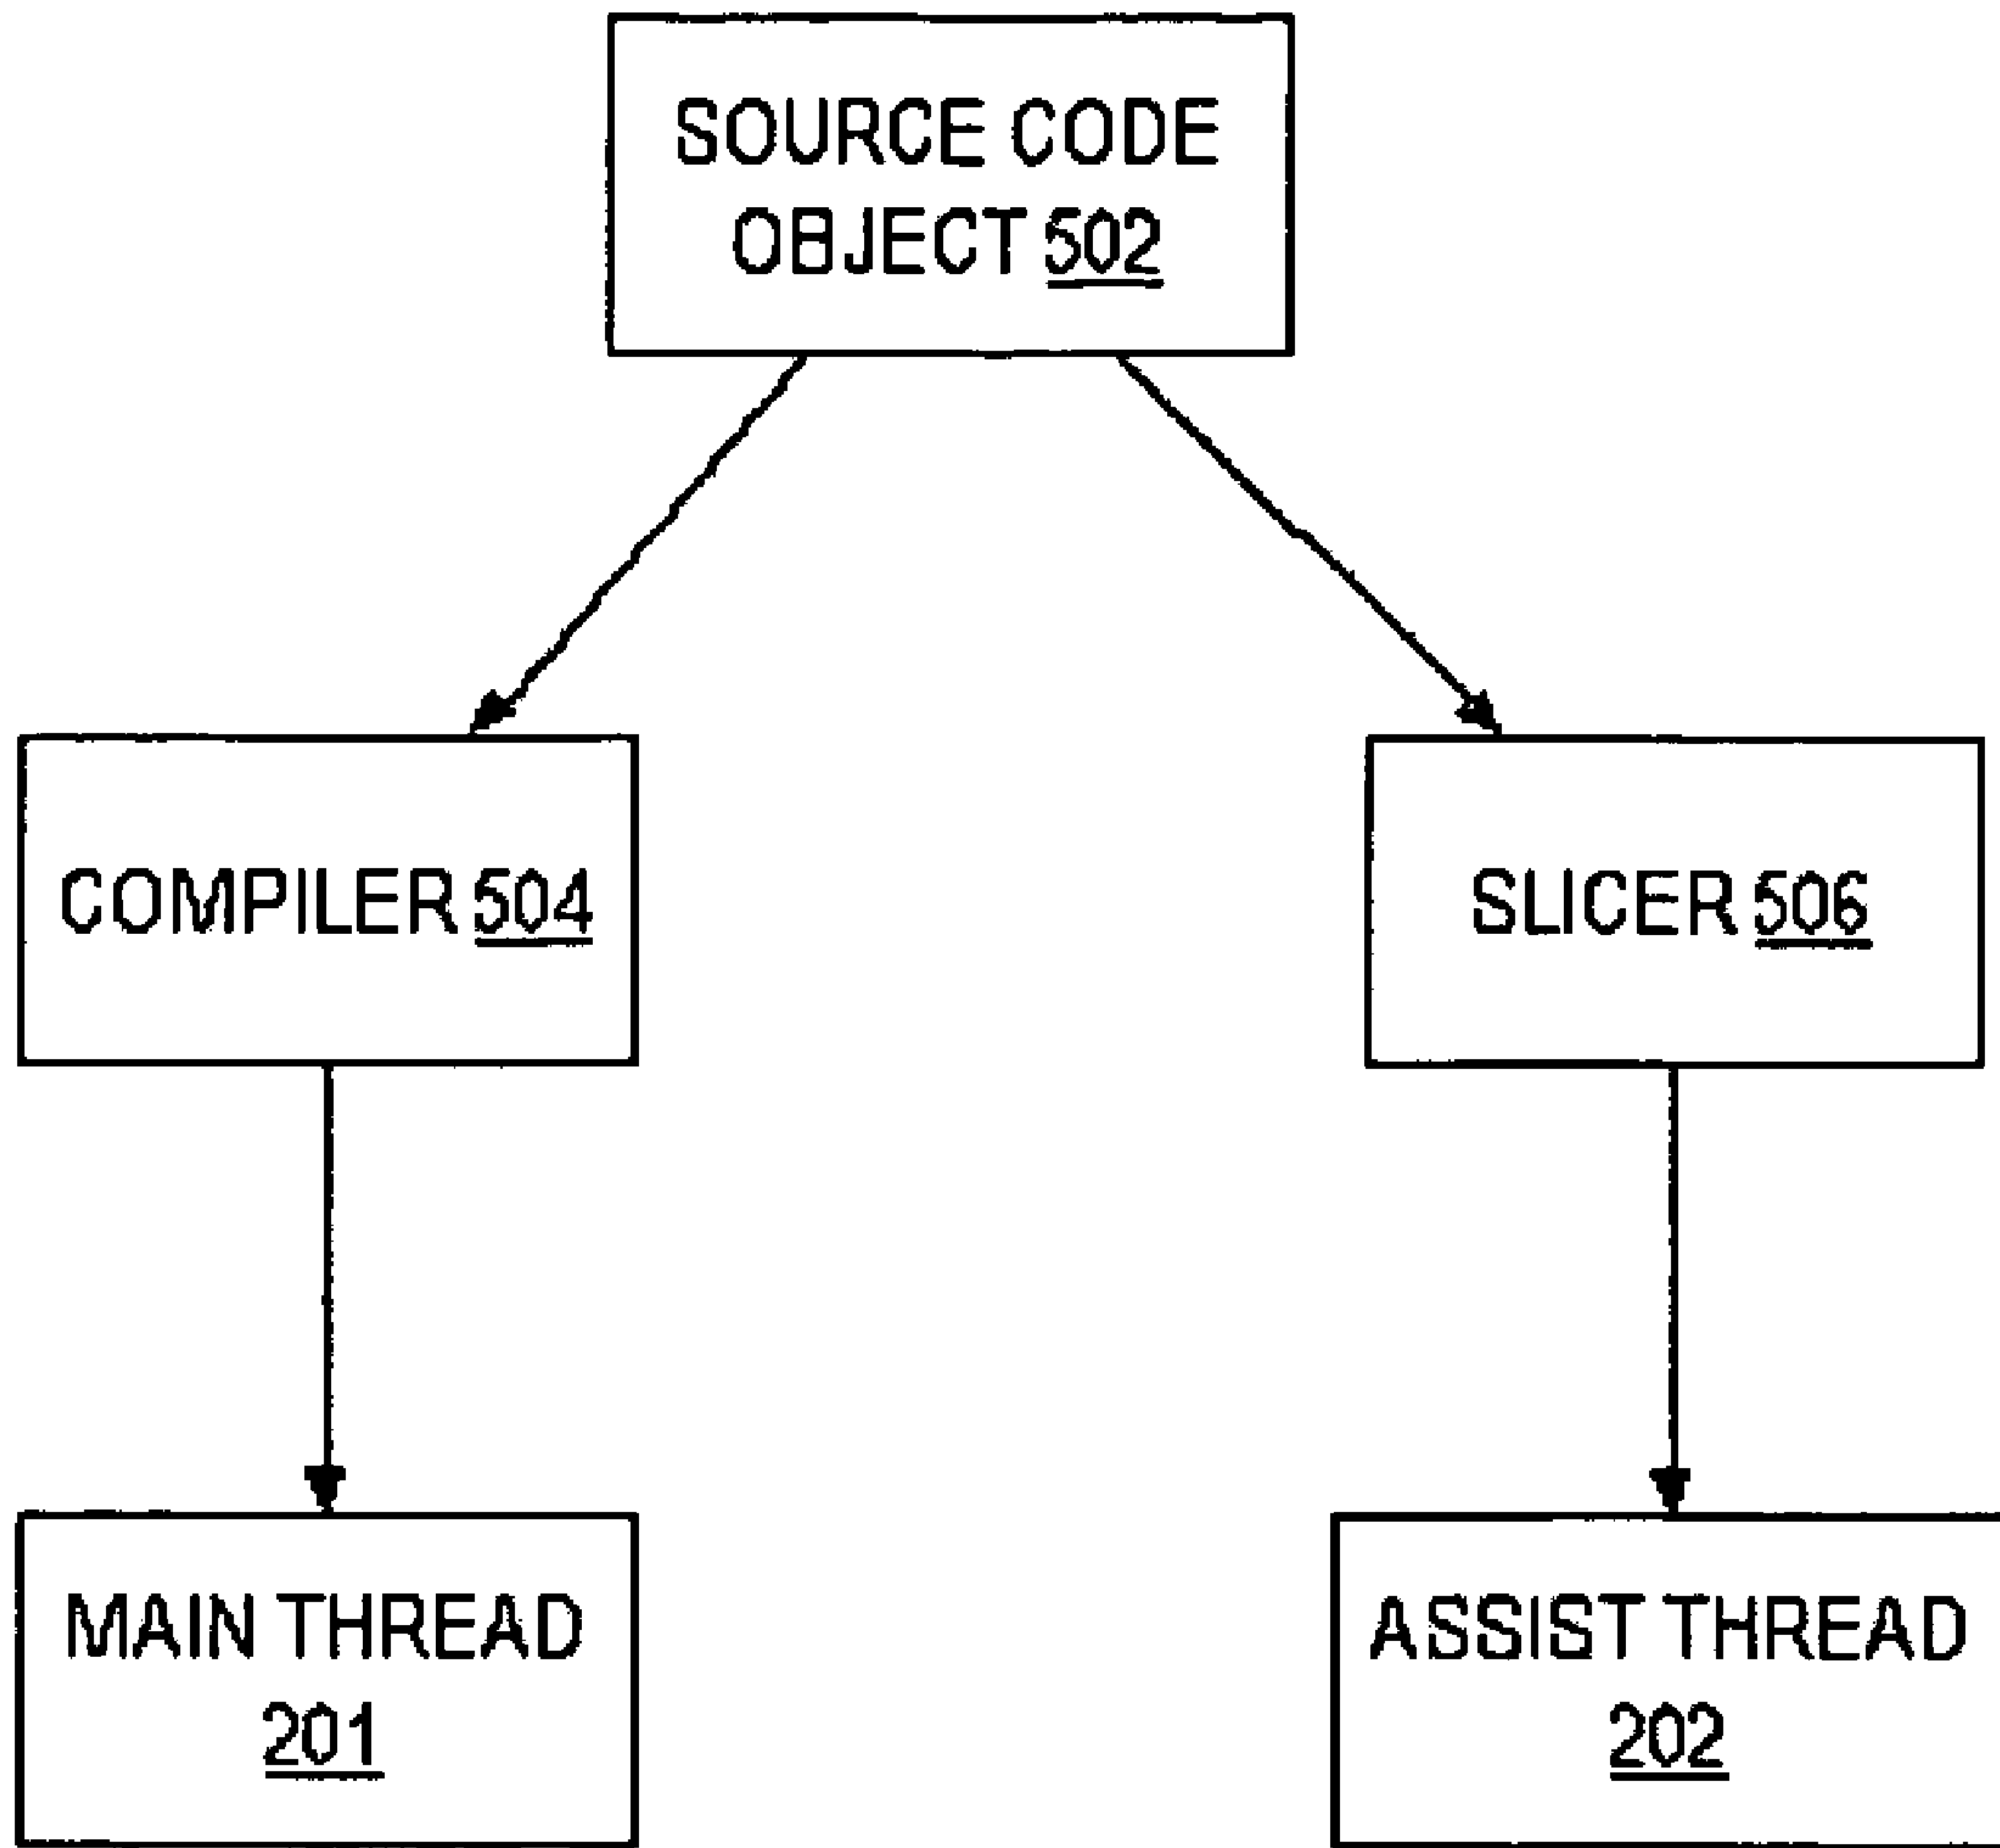 SOURCE CODE
OBJECT 502
COMPILER 504
SLICER 506
MAIN THREAD
201
ASSIST THREAD
202